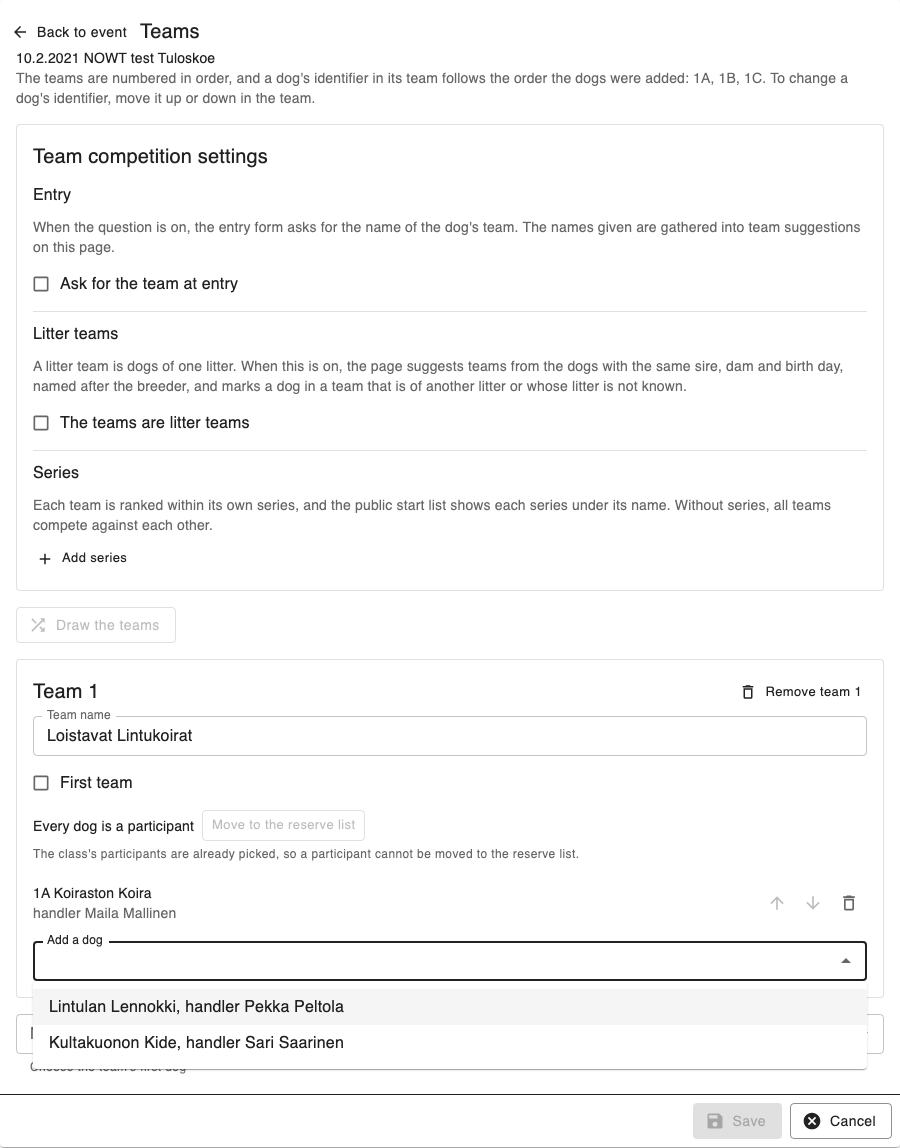 Back to event Teams
10.2.2021 NOWT test Tuloskoe
The teams are numbered in order, and a dog's identifier in its team follows the order the dogs were added: 1A, 1B, 1C. To change a
dog's identifier, move it up or down in the team.
Team competition settings
Entry
When the question is on, the entry form asks for the name of the dog's team. The names given are gathered into team suggestions
on this page.
Ask for the team at entry
Litter teams
A litter team is dogs of one litter. When this is on, the page suggests teams from the dogs with the same sire, dam and birth day,
named after the breeder, and marks a dog in a team that is of another litter or whose litter is not known.
The teams are litter teams
Series
Each team is ranked within its own series, and the public start list shows each series under its name. Without series, all teams
compete against each other.
Add series
Draw the teams
Team 1
Remove team 1
Team name
Loistavat Lintukoirat
First team
Every dog is a participant Move to the reserve list
The class's participants are already picked, so a participant cannot be moved to the reserve list.
1A Koiraston Koira
handler Maila Mallinen
Add a dog
Lintulan Lennokki, handler Pekka Peltola
Kultakuonon Kide, handler Sari Saarinen
Choose the team's first dog
Save Cancel